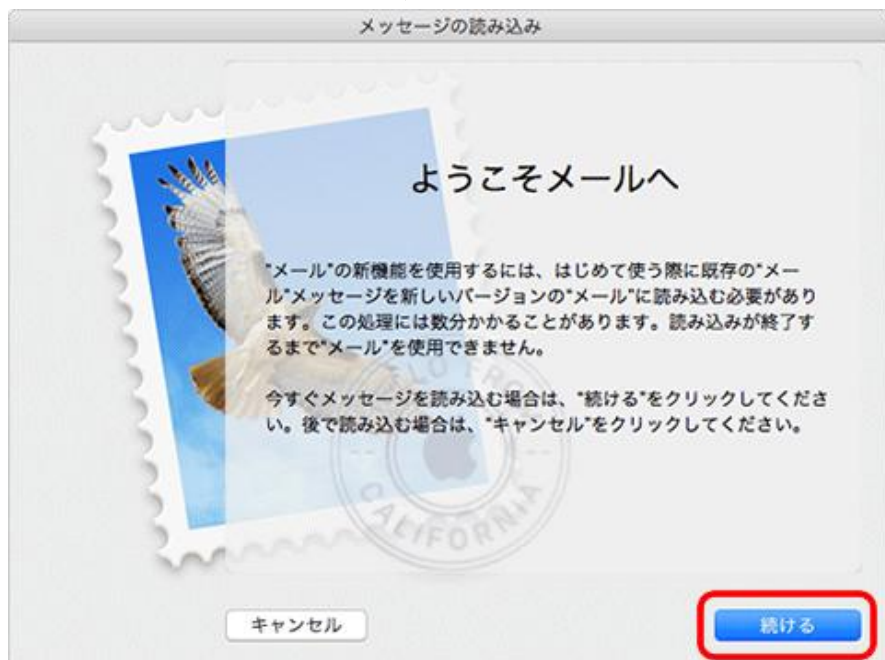 メッセージの読み込み
ようこそメールへ
"メール"の新機能を使用するには、はじめて使う際に既存の"メー
ル"メッセージを新しいバージョンの"メール"に読み込む必要があり
ます。この処理には数分かかることがあります。読み込みが終了す
るまで"メール"を使用できません。
今すぐメッセージを読み込む場合は、"続ける"をクリックしてくださ
い。後で読み込む場合は、"キャンセル"をクリックしてください。
CALIFORNIA
キャンセル
続ける